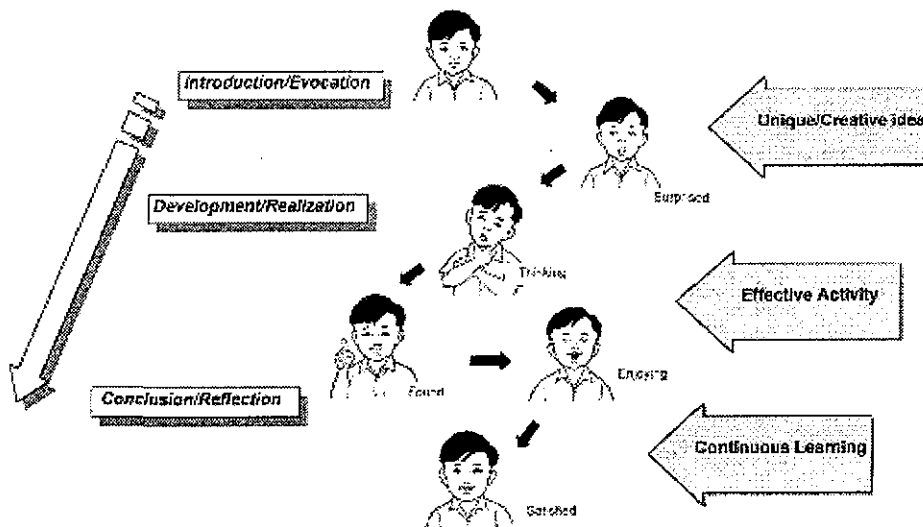 Introduction/Evocation
Unique/Creative idea
Surprised
Development/Realization
Thinking
Effective Activity
Found
Enjoying
Conclusion/Reflection
Continuous Learning
Satisfied